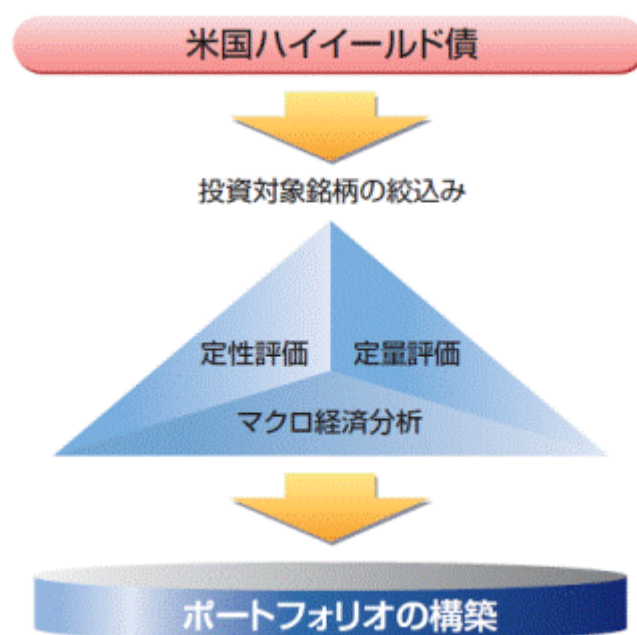 米国ハイイールド債
投資対象銘柄の絞込み
定性評価
定量評価
マクロ経済分析
ポートフォリオの構築